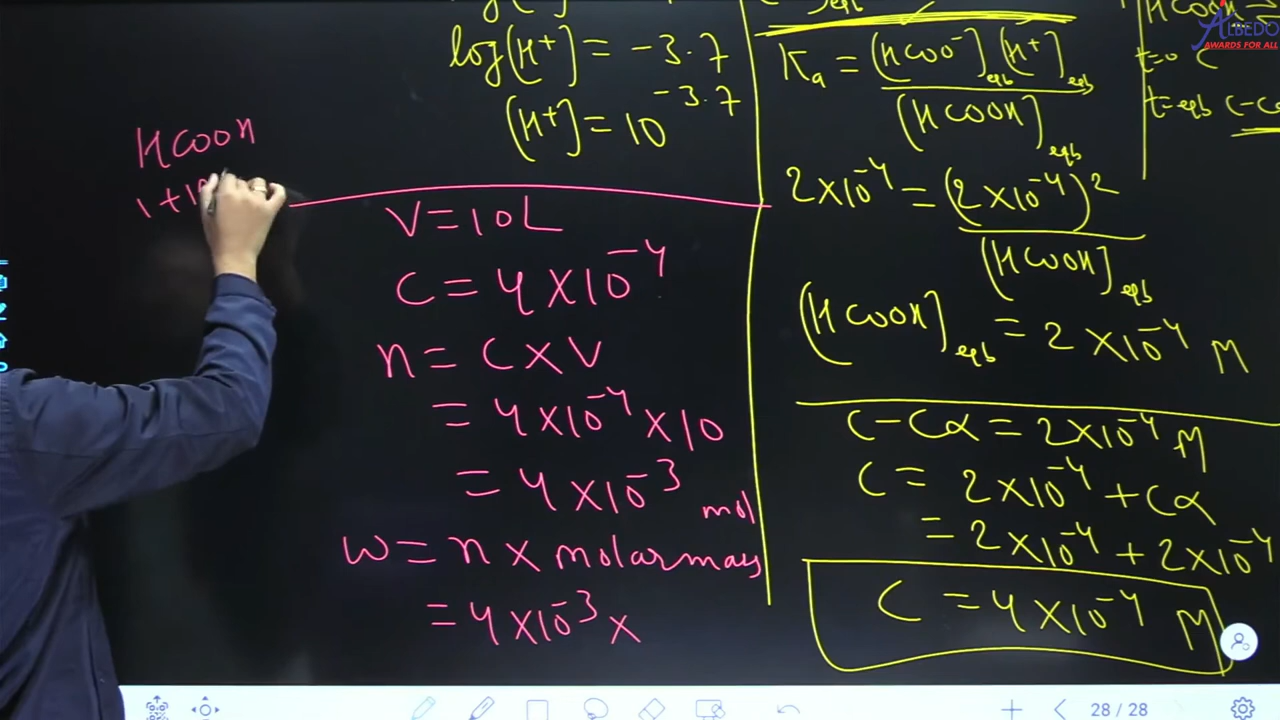 log[H+] = -3.7
[H+] = 10^-3.7
HCOOH
1+1
V=10L
C = 4×10^-4
n = C×V
= 4×10^-4 ×10
= 4×10^-3 mol
w = n × molar mass
= 4×10^-3 ×
Ka = [HCOO-]eqb [H+]eqb / [HCOOH]eqb
2×10^-4 = (2×10^-4)^2 / [HCOOH]eqb
[HCOOH]eqb = 2×10^-4 M
C-Cα = 2×10^-4 M
C = 2×10^-4 + Cα
= 2×10^-4 + 2×10^-4
C = 4×10^-4 M
HCOOH
t=0 C
t=eqb C-C
ALBEDO
AWARDS FOR ALL
28 / 28